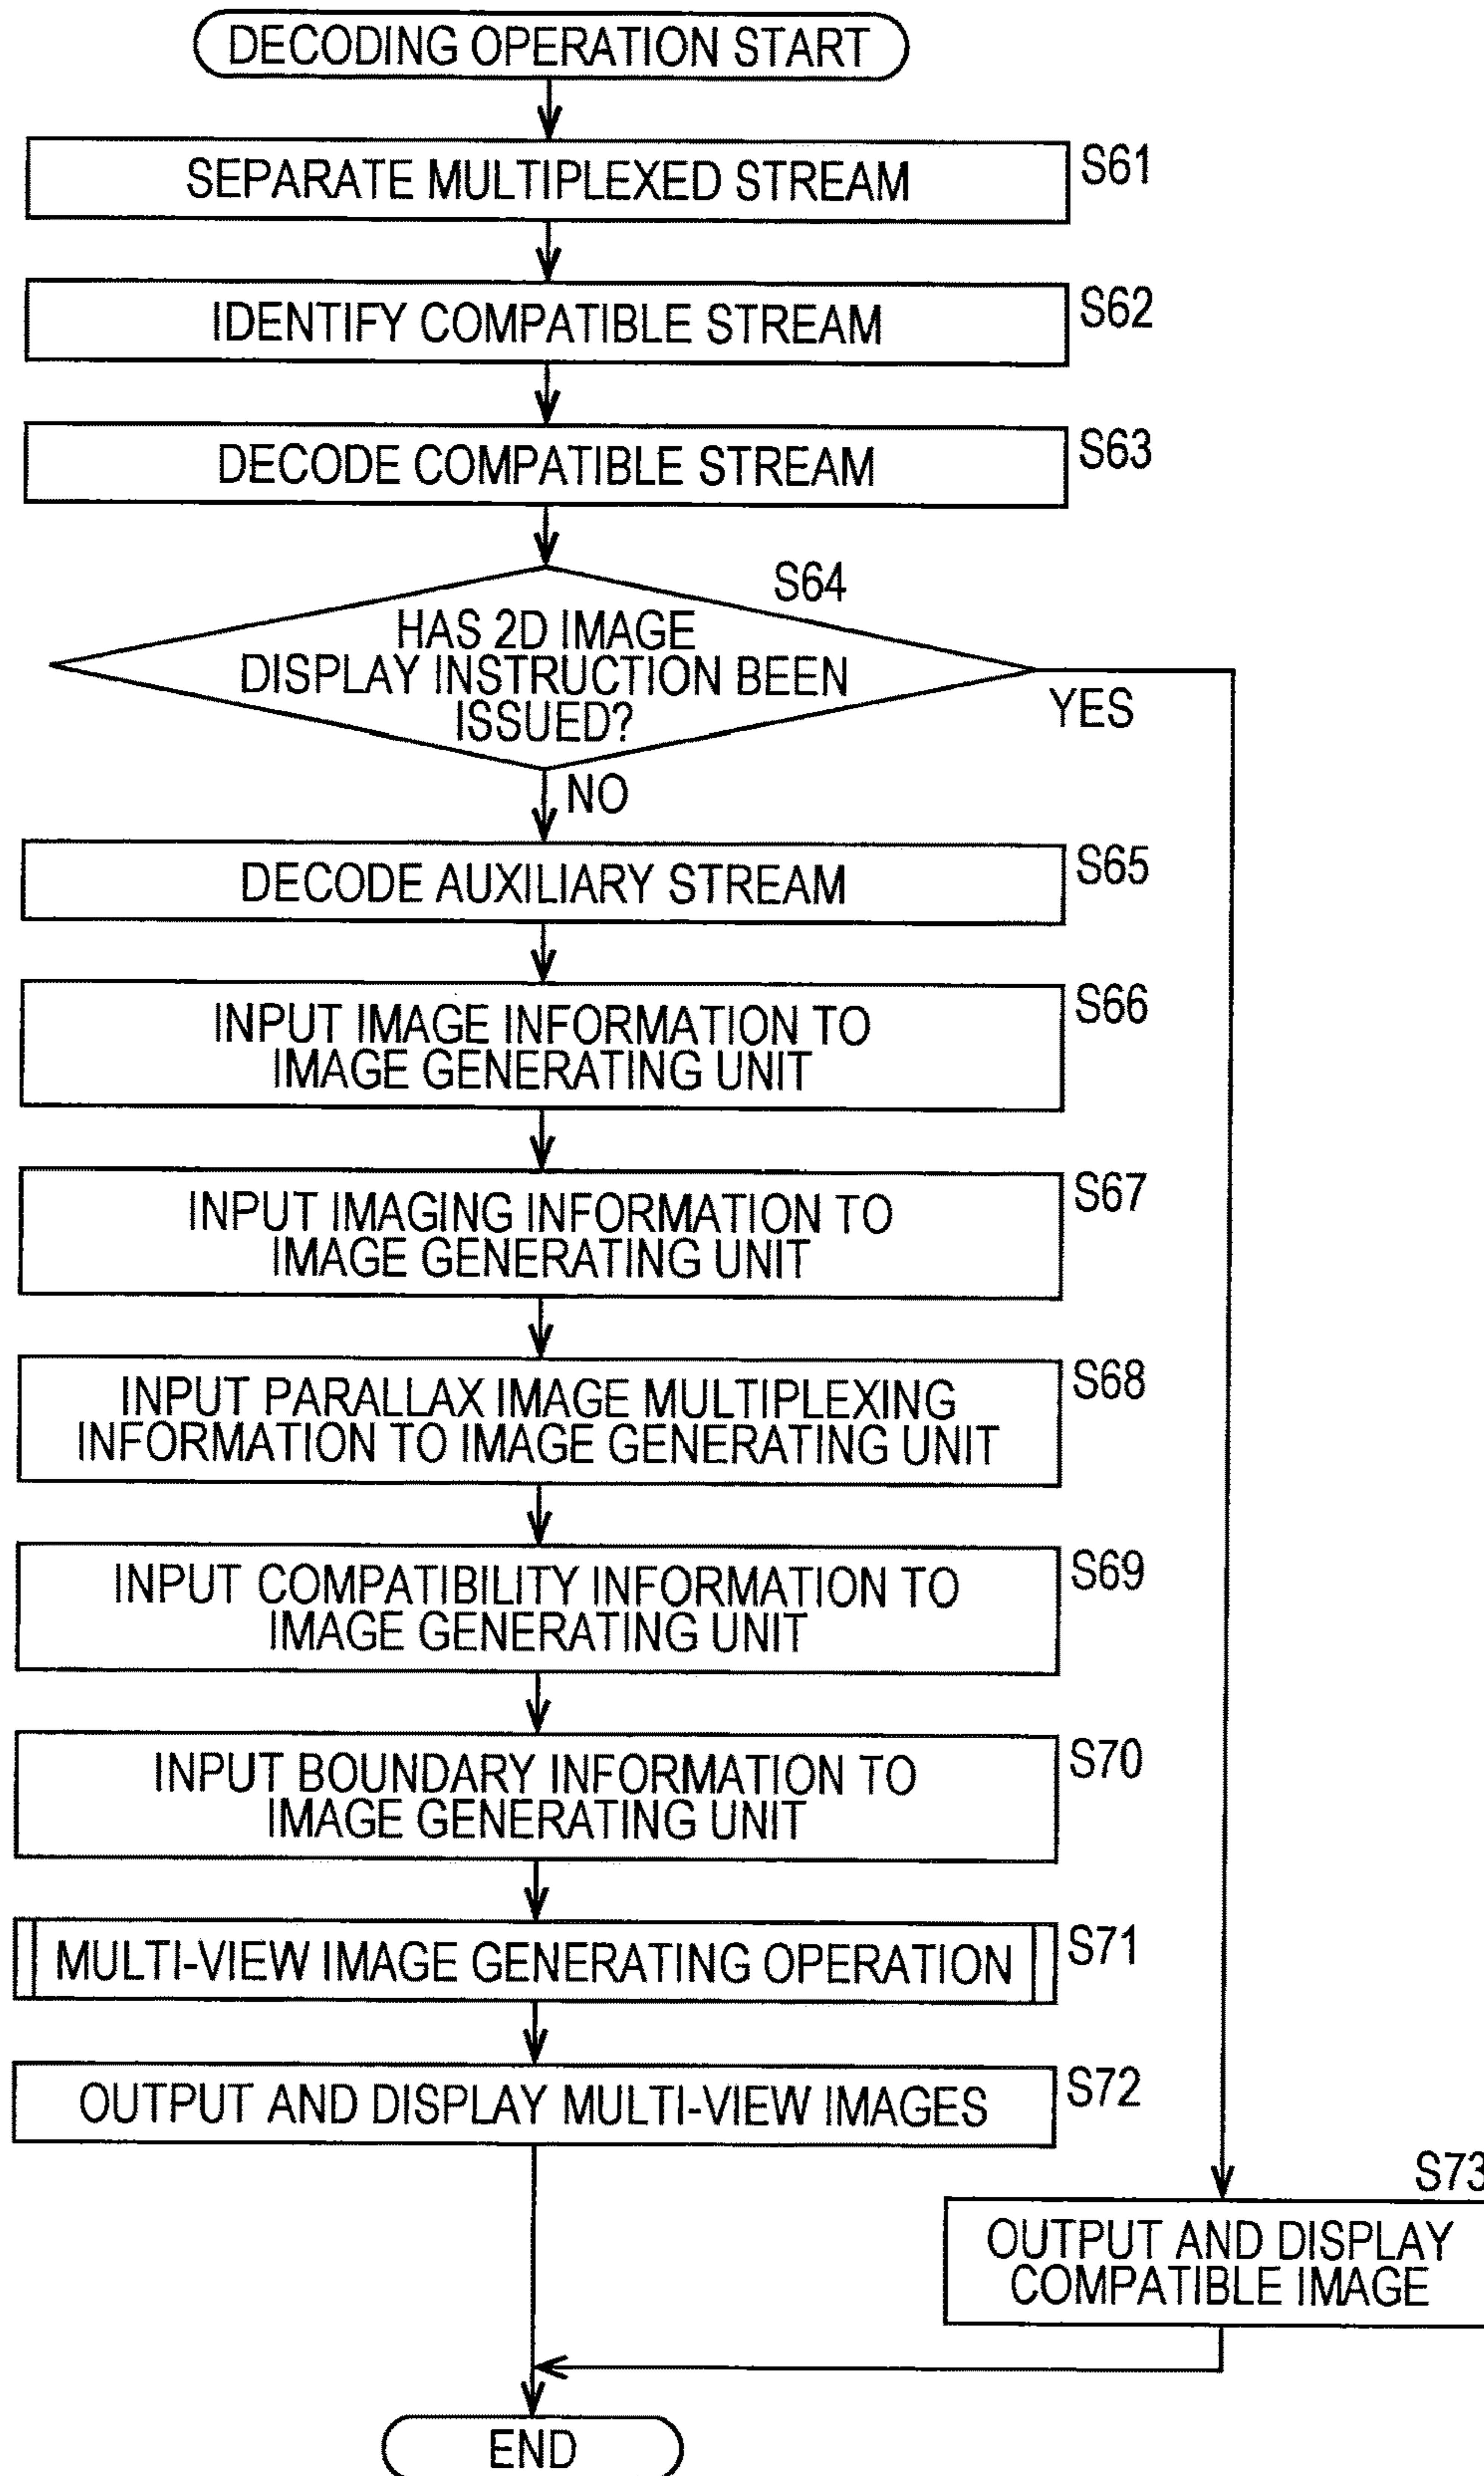 DECODING OPERATION START
SEPARATE MULTIPLEXED STREAM
S61
IDENTIFY COMPATIBLE STREAM
S62
DECODE COMPATIBLE STREAM
S63
S64
HAS 2D IMAGE
DISPLAY INSTRUCTION BEEN
ISSUED?
YES
NO
DECODE AUXILIARY STREAM
S65
INPUT IMAGE INFORMATION TO
IMAGE GENERATING UNIT
S66
INPUT IMAGING INFORMATION TO
IMAGE GENERATING UNIT
S67
INPUT PARALLAX IMAGE MULTIPLEXING
INFORMATION TO IMAGE GENERATING UNIT
S68
INPUT COMPATIBILITY INFORMATION TO
IMAGE GENERATING UNIT
S69
INPUT BOUNDARY INFORMATION TO
IMAGE GENERATING UNIT
S70
MULTI-VIEW IMAGE GENERATING OPERATION
S71
OUTPUT AND DISPLAY MULTI-VIEW IMAGES
S72
S73
OUTPUT AND DISPLAY
COMPATIBLE IMAGE
END